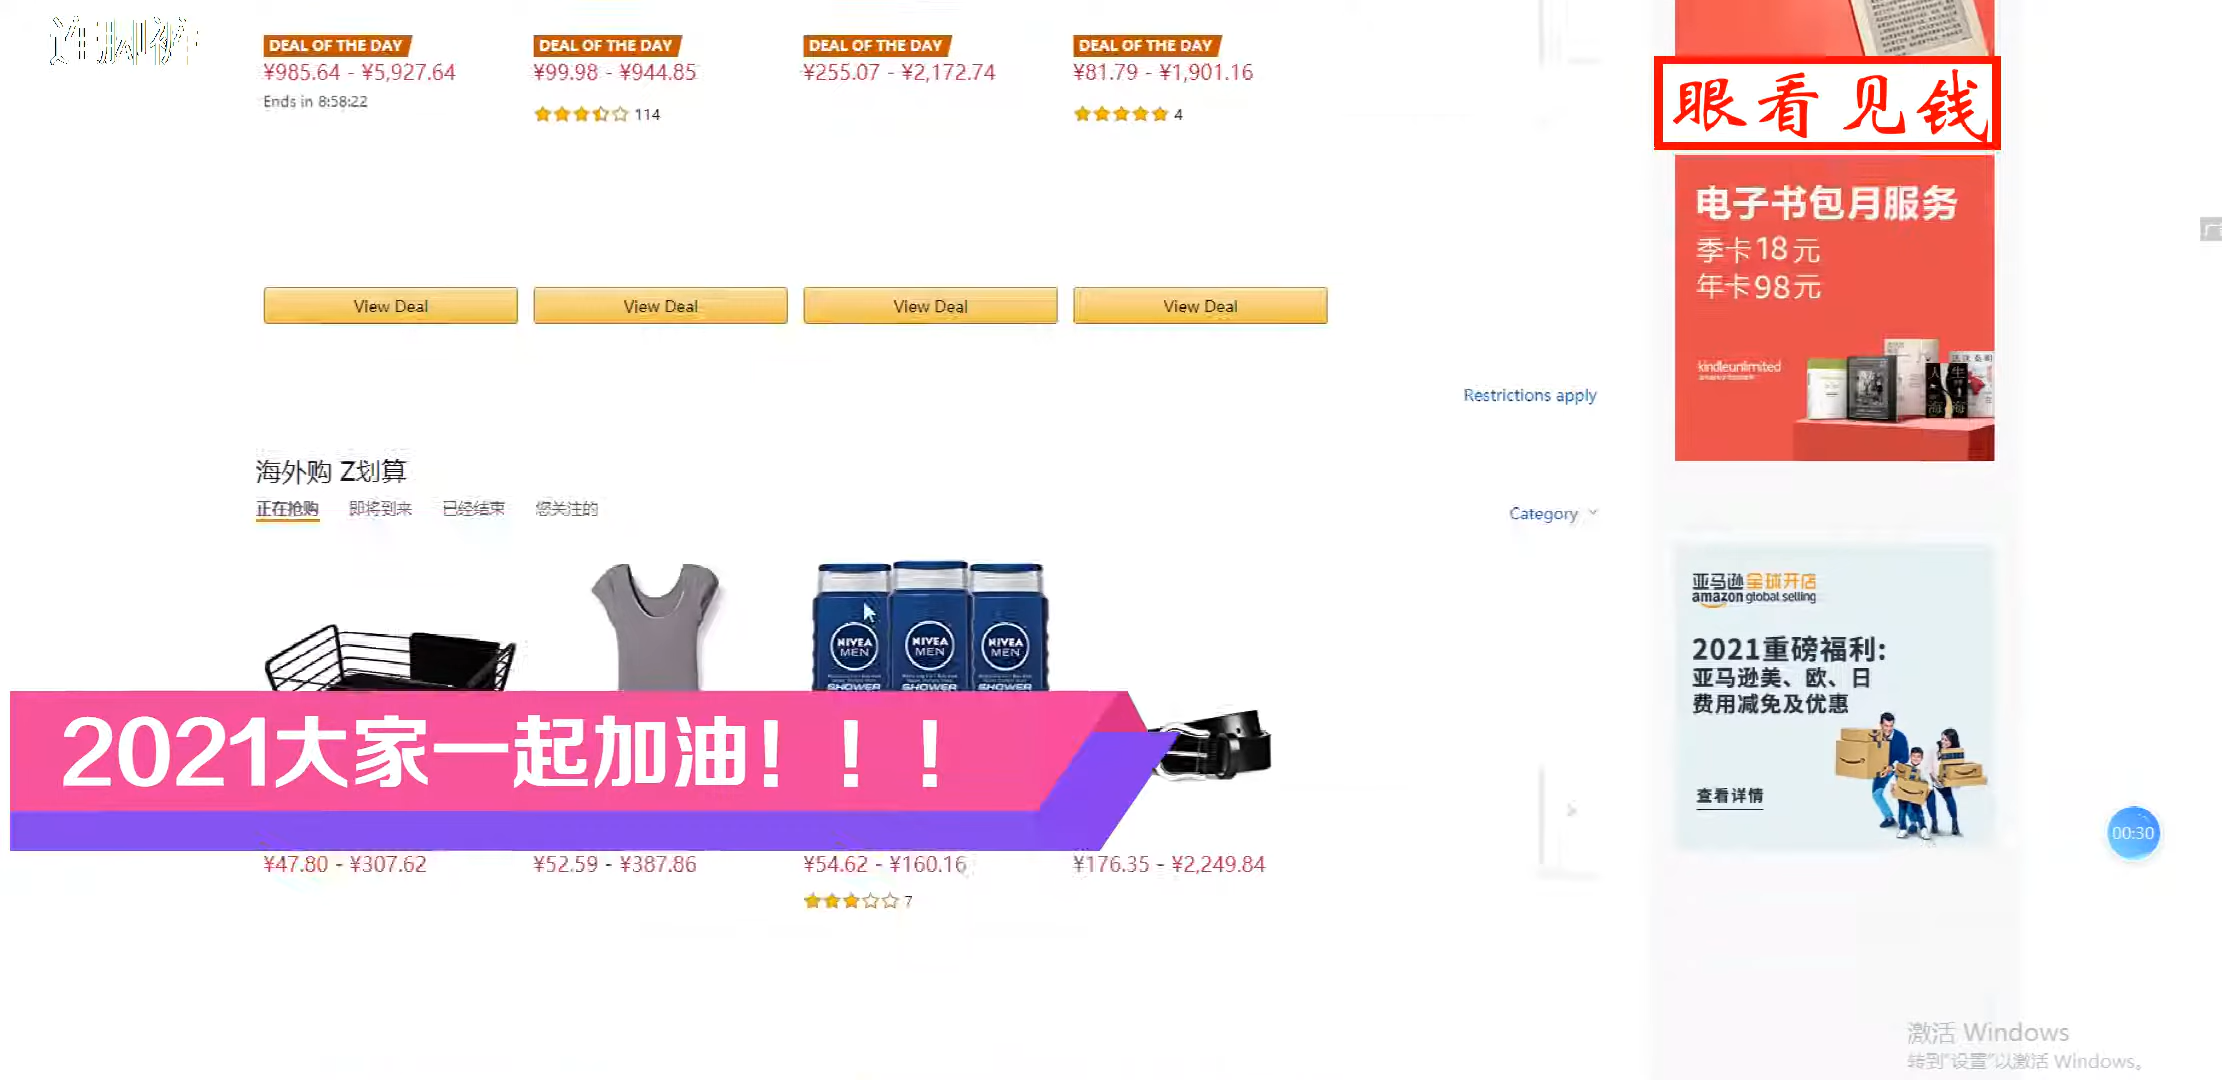 DEAL OF THE DAY
¥985.64 - ¥5,927.64
Ends in 8:58:22
DEAL OF THE DAY
¥99.98 - ¥944.85
114
DEAL OF THE DAY
¥255.07 - ¥2,172.74
DEAL OF THE DAY
¥81.79 - ¥1,901.16
4
View Deal
View Deal
View Deal
View Deal
Restrictions apply
海外购 Z划算
正在抢购 即将到来 已经结束 您关注的
Category
NIVEA
MEN
SHOWER
NIVEA
MEN
SHOWER
NIVEA
MEN
SHOWER
2021大家一起加油！！！
¥47.80 - ¥307.62
¥52.59 - ¥387.86
¥54.62 - ¥160.16
7
¥176.35 - ¥2,249.84
眼看见钱
电子书包月服务
季卡18元
年卡98元
kindleunlimited
亚马逊全球开店
amazon global selling
2021重磅福利:
亚马逊美、欧、日
费用减免及优惠
查看详情
00:30
激活 Windows
转到"设置"以激活 Windows。